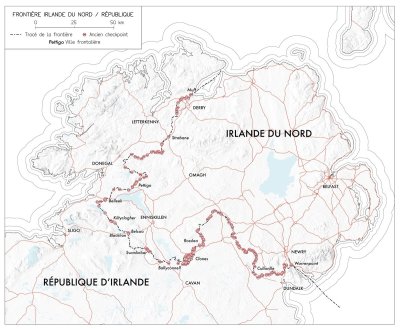 FRONTIÈRE IRLANDE DU NORD / RÉPUBLIQUE
0 25 50 km
Tracé de la frontière
Ancien checkpoint
Pettigo Ville frontalière
Muff
DERRY
LETTERKENNY
Strabane
IRLANDE DU NORD
DONEGAL
OMAGH
Pettigo
BELFAST
Belleek
Killyclogher
ENNISKILLEN
SLIGO
Belcoo
Blacklion
Rosslea
NEWRY
Swanlinbar
Clones
Warrenpoint
Ballyconnell
Cullaville
RÉPUBLIQUE D'IRLANDE
CAVAN
DUNDALK